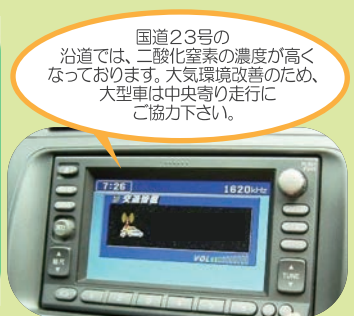 国道23号の
沿道では、二酸化窒素の濃度が高く
なっております。大気環境改善のため、
大型車は中央寄り走行に
ご協力下さい。
7:26 1620kHz
交通情報
VOL
TUNE